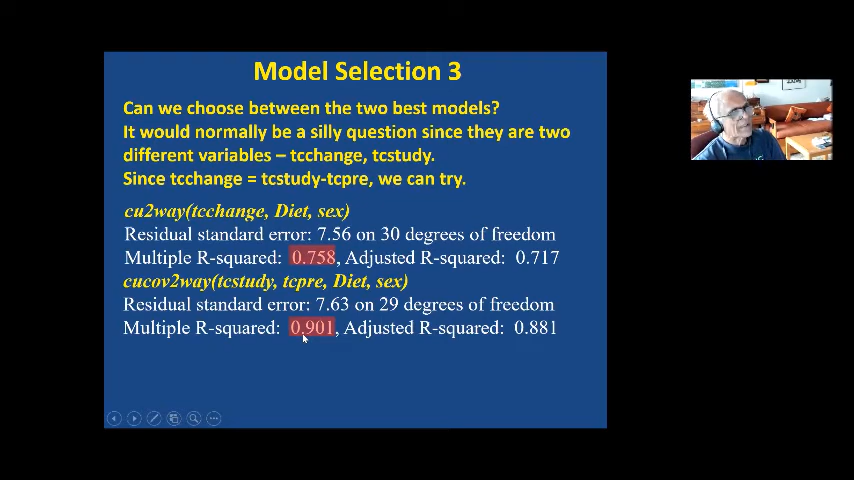 Model Selection 3
Can we choose between the two best models?
It would normally be a silly question since they are two
different variables – tcchange, tcstudy.
Since tcchange = tcstudy-tcpre, we can try.
cu2way(tcchange, Diet, sex)
Residual standard error: 7.56 on 30 degrees of freedom
Multiple R-squared: 0.758, Adjusted R-squared: 0.717
cucov2way(tcstudy, tcpre, Diet, sex)
Residual standard error: 7.63 on 29 degrees of freedom
Multiple R-squared: 0.901, Adjusted R-squared: 0.881